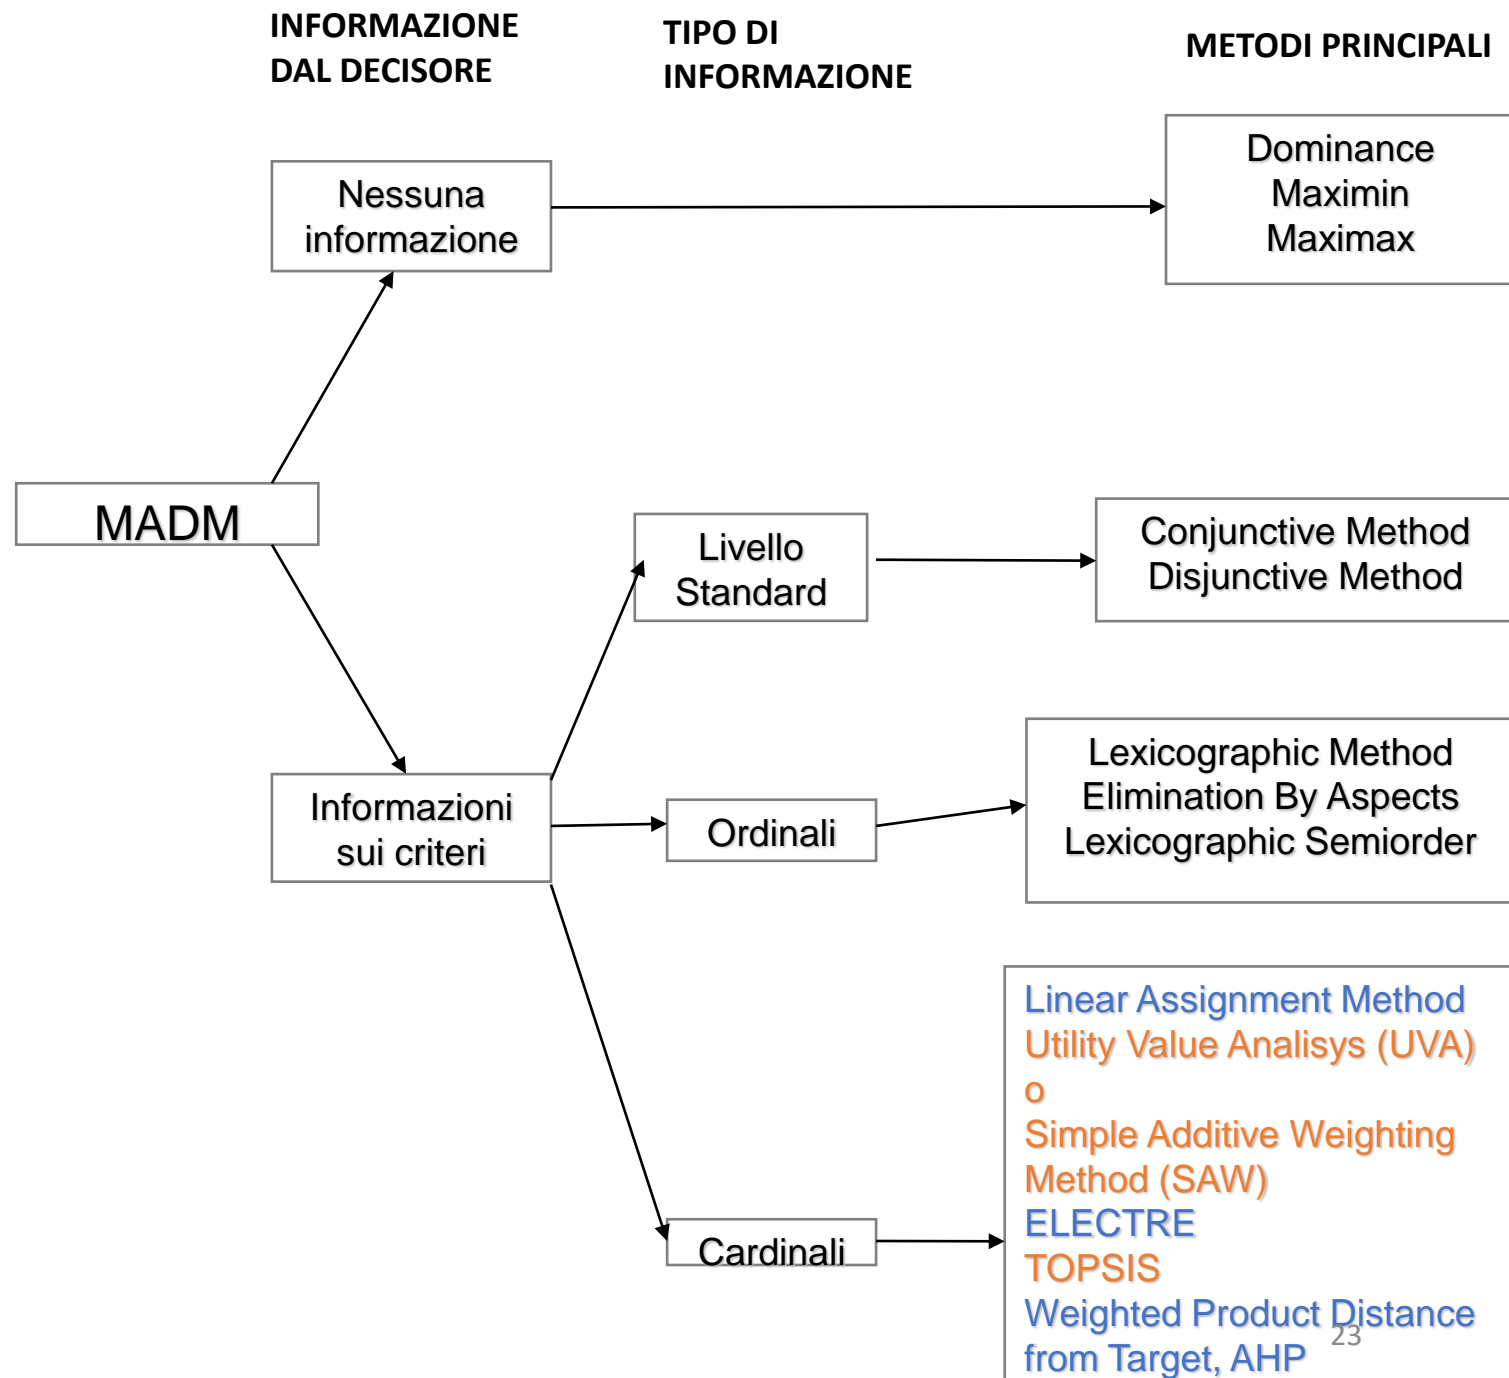 INFORMAZIONE
DAL DECISORE
TIPO DI
INFORMAZIONE
METODI PRINCIPALI
Nessuna
informazione
Dominance
Maximin
Maximax
MADM
Livello
Standard
Conjunctive Method
Disjunctive Method
Informazioni
sui criteri
Ordinali
Lexicographic Method
Elimination By Aspects
Lexicographic Semiorder
Cardinali
Linear Assignment Method
Utility Value Analisys (UVA)
o
Simple Additive Weighting
Method (SAW)
ELECTRE
TOPSIS
Weighted Product Distance
from Target, AHP
23